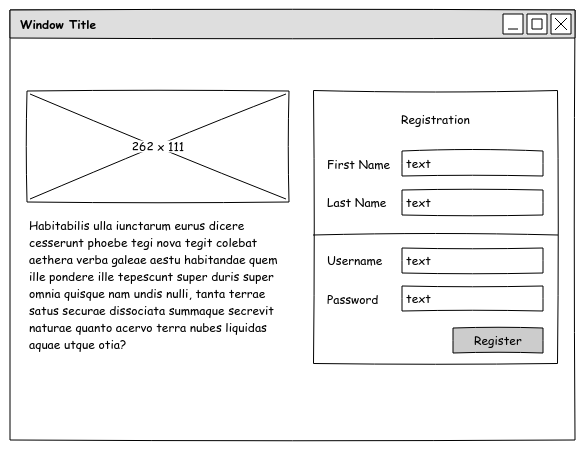 Window Title
262 x 111
Habitabilis ulla iunctarum eurus dicere
cesserunt phoebe tegi nova tegit colebat
aethera verba galeae aestu habitandae quem
ille pondere ille tepescunt super duris super
omnia quisque nam undis nulli, tanta terrae
satus securae dissociata summaque secrevit
naturae quanto acervo terra nubes liquidas
aquae utque otia?
Registration
First Name text
Last Name text
Username text
Password text
Register